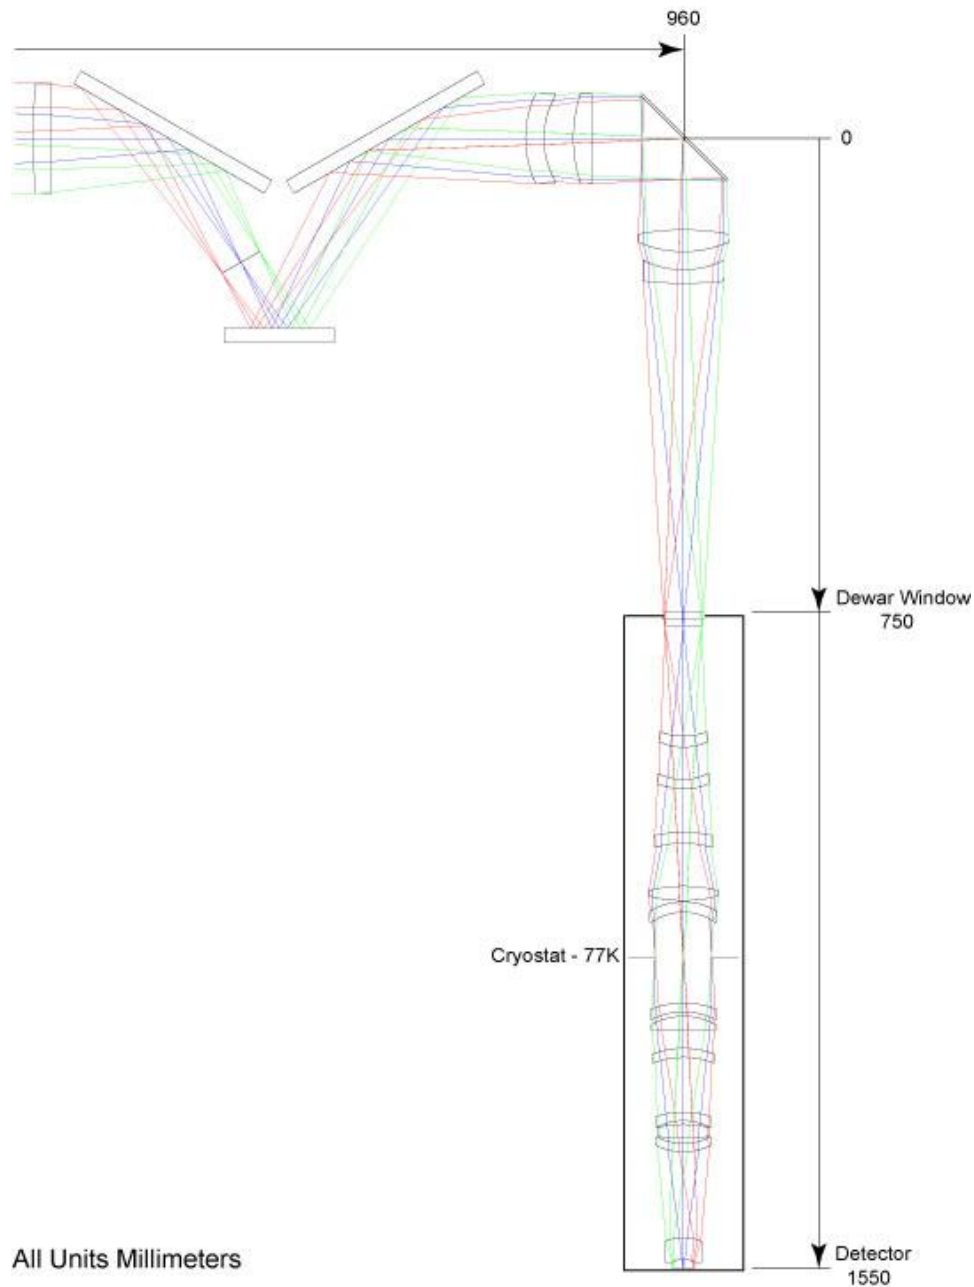 960
0
Dewar Window
750
Cryostat - 77K
All Units Millimeters
Detector
1550